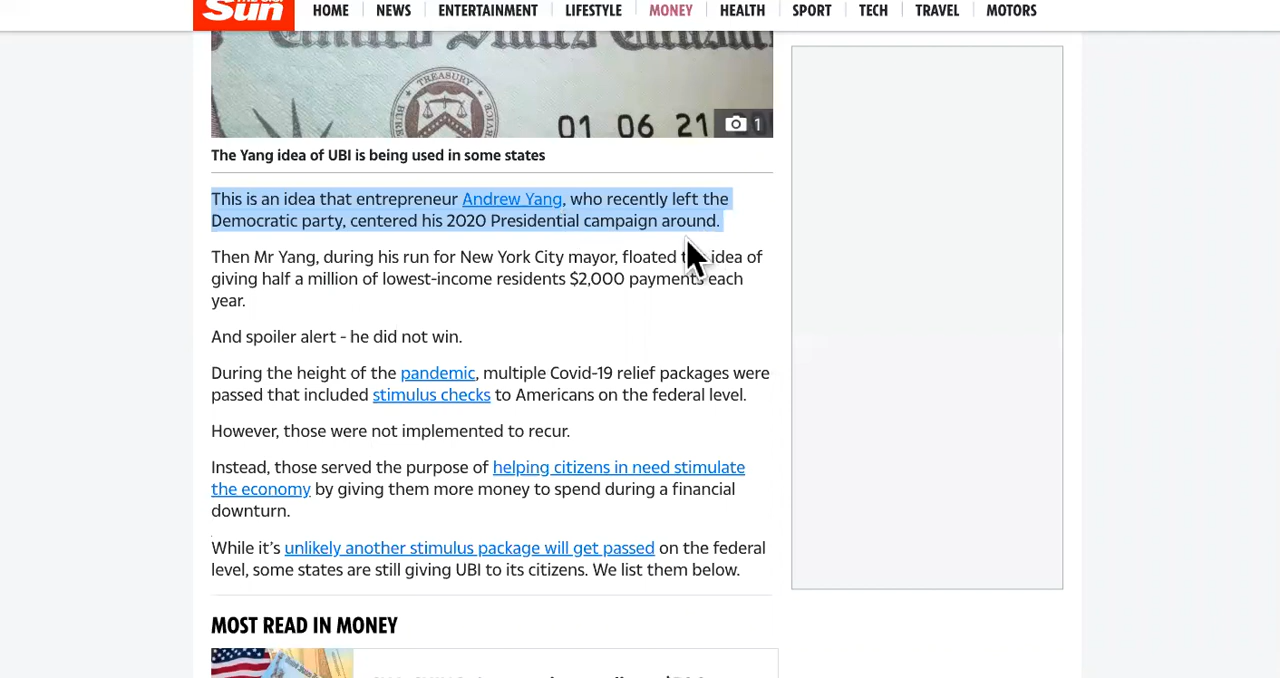 Sun
HOME NEWS ENTERTAINMENT LIFESTYLE MONEY HEALTH SPORT TECH TRAVEL MOTORS
TREASURY
01 06 21
1
The Yang idea of UBI is being used in some states
This is an idea that entrepreneur Andrew Yang, who recently left the
Democratic party, centered his 2020 Presidential campaign around.
Then Mr Yang, during his run for New York City mayor, floated idea of
giving half a million of lowest-income residents $2,000 payments each
year.
And spoiler alert - he did not win.
During the height of the pandemic, multiple Covid-19 relief packages were
passed that included stimulus checks to Americans on the federal level.
However, those were not implemented to recur.
Instead, those served the purpose of helping citizens in need stimulate
the economy by giving them more money to spend during a financial
downturn.
While it's unlikely another stimulus package will get passed on the federal
level, some states are still giving UBI to its citizens. We list them below.
MOST READ IN MONEY